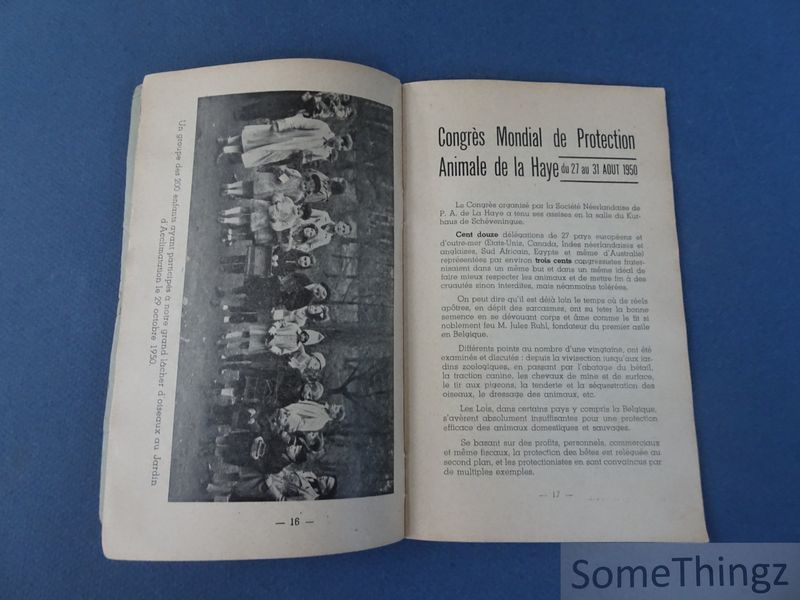 Un groupe des 200 enfants ayant participés à notre grand lâcher d'oiseaux au Jardin
d'Acclimatation le 29 octobre 1950.
— 16 —
Congrès Mondial de Protection
Animale de la Haye du 27 au 31 AOUT 1950
Le Congrès organisé par la Société Néerlandaise de
P. A. de La Haye a tenu ses assises en la salle du Kur-
haus de Schéveningue.
Cent douze délégations de 27 pays européens et
d'outre-mer (Etats-Unis, Canada, Indes néerlandaises et
anglaises, Sud Africain, Egypte et même d'Australie)
représentées par environ trois cents congressistes frater-
nisaient dans un même but et dans un même idéal de
faire mieux respecter les animaux et de mettre fin à des
cruautés sinon interdites, mais néanmoins tolérées.
On peut dire qu'il est déjà loin le temps où de réels
apôtres, en dépit des sarcasmes, ont su jeter la bonne
semence en se dévouant corps et âme comme le fit si
noblement feu M. Jules Ruhl, fondateur du premier asile
en Belgique.
Différents points au nombre d'une vingtaine, ont été
examinés et discutés : depuis la vivisection jusqu'aux jar-
dins zoologiques, en passant par l'abatage du bétail,
la traction canine, les chevaux de mine et de surface,
le tir aux pigeons, la tenderie et la séquestration des
oiseaux, le dressage des animaux, etc.
Les Lois, dans certains pays y compris la Belgique,
s'avèrent absolument insuffisantes pour une protection
efficace des animaux domestiques et sauvages.
Se basant sur des profits, personnels, commerciaux
et même fiscaux, la protection des bêtes est reléguée au
second plan, et les protectionistes en sont convaincus par
de multiples exemples.
— 17 —
SomeThingz